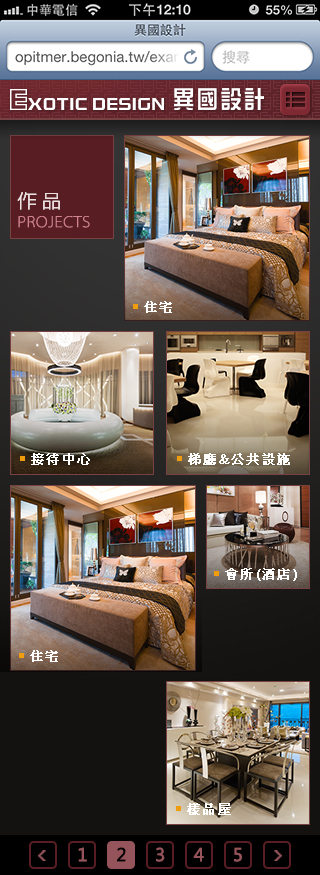 中華電信 下午12:10 55%
異國設計
opitmer.begonia.tw/exam 搜尋
EXOTIC DESIGN 異國設計
作品
PROJECTS
住宅
接待中心 梯廳&公共設施
會所(酒店)
住宅
樣品屋
< 1 2 3 4 5 >